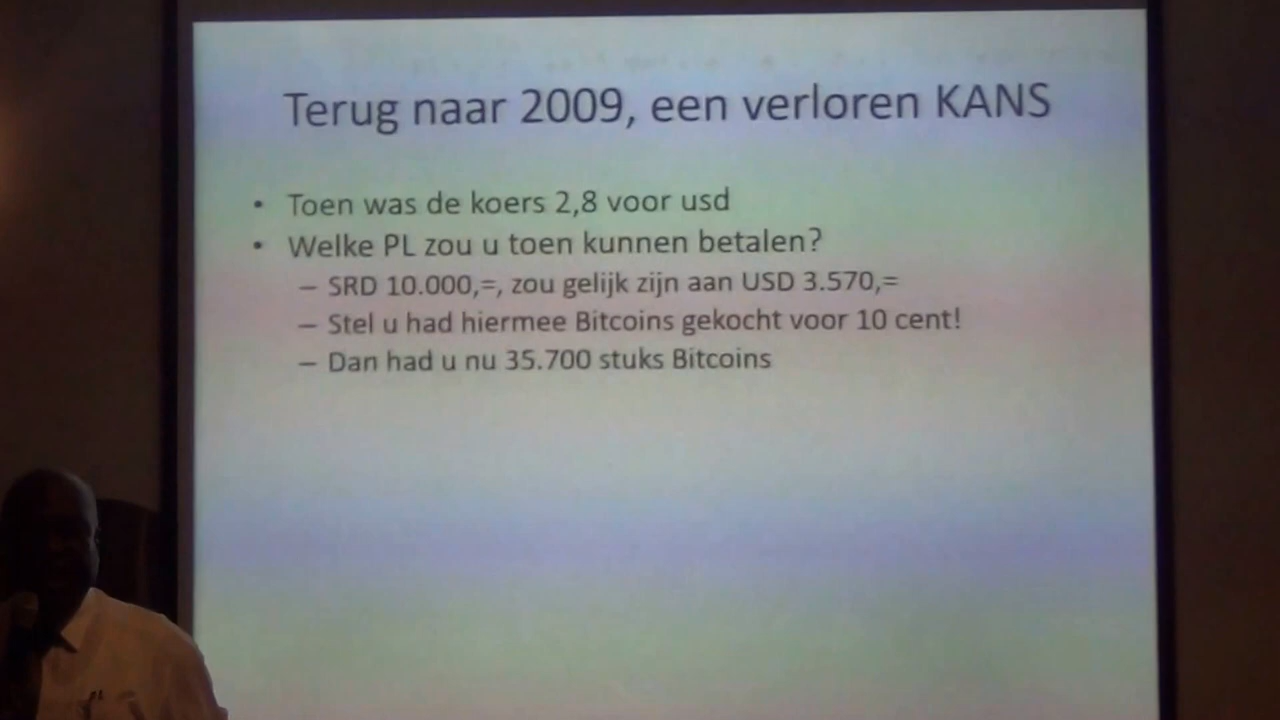 Terug naar 2009, een verloren KANS
• Toen was de koers 2,8 voor usd
• Welke PL zou u toen kunnen betalen?
– SRD 10.000,=, zou gelijk zijn aan USD 3.570,=
– Stel u had hiermee Bitcoins gekocht voor 10 cent!
– Dan had u nu 35.700 stuks Bitcoins